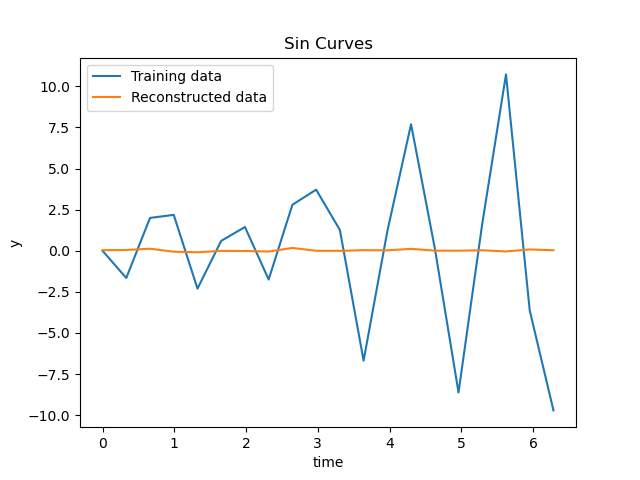 Sin Curves
Training data
Reconstructed data
10.0
7.5
5.0
2.5
0.0
−2.5
−5.0
−7.5
−10.0
y
0 1 2 3 4 5 6
time